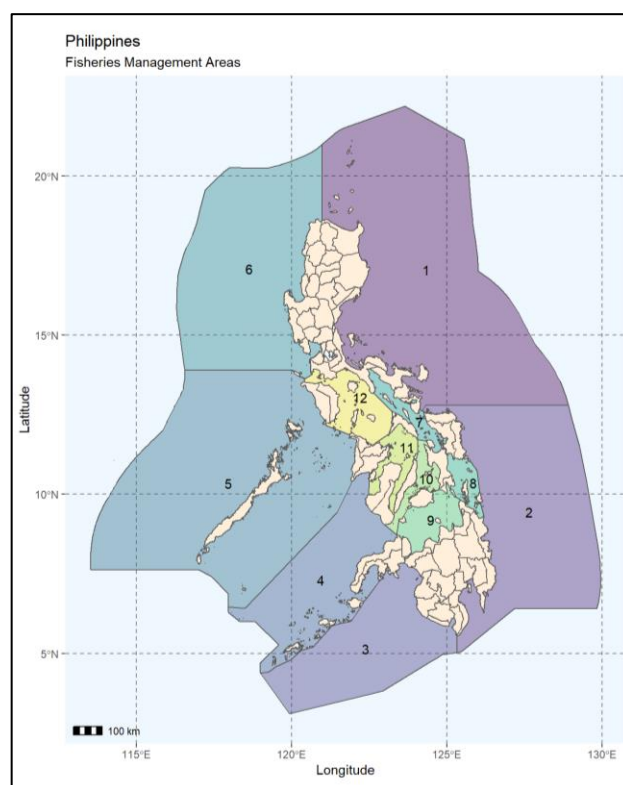 Philippines
Fisheries Management Areas
20°N
15°N
10°N
5°N
Latitude
6
1
12
7
11
5
10
8
9
2
4
3
100 km
115°E
120°E
125°E
130°E
Longitude